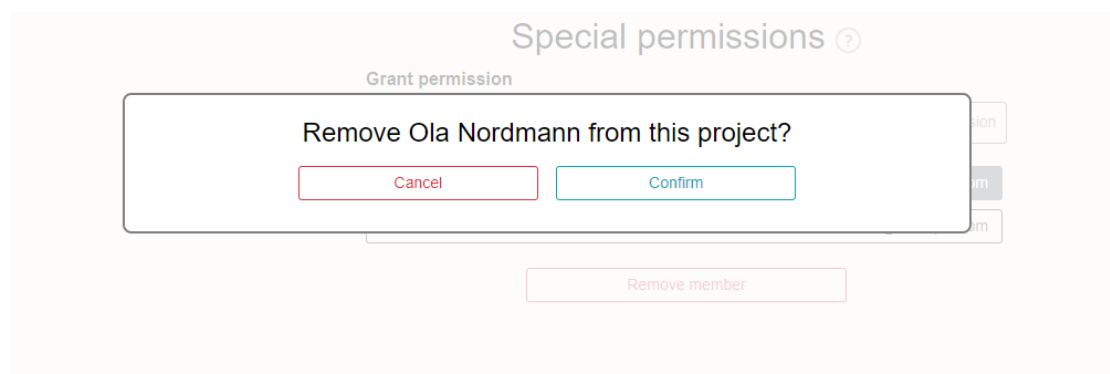 Special permissions ?
Grant permission
Remove Ola Nordmann from this project?
Cancel
Confirm
Remove member